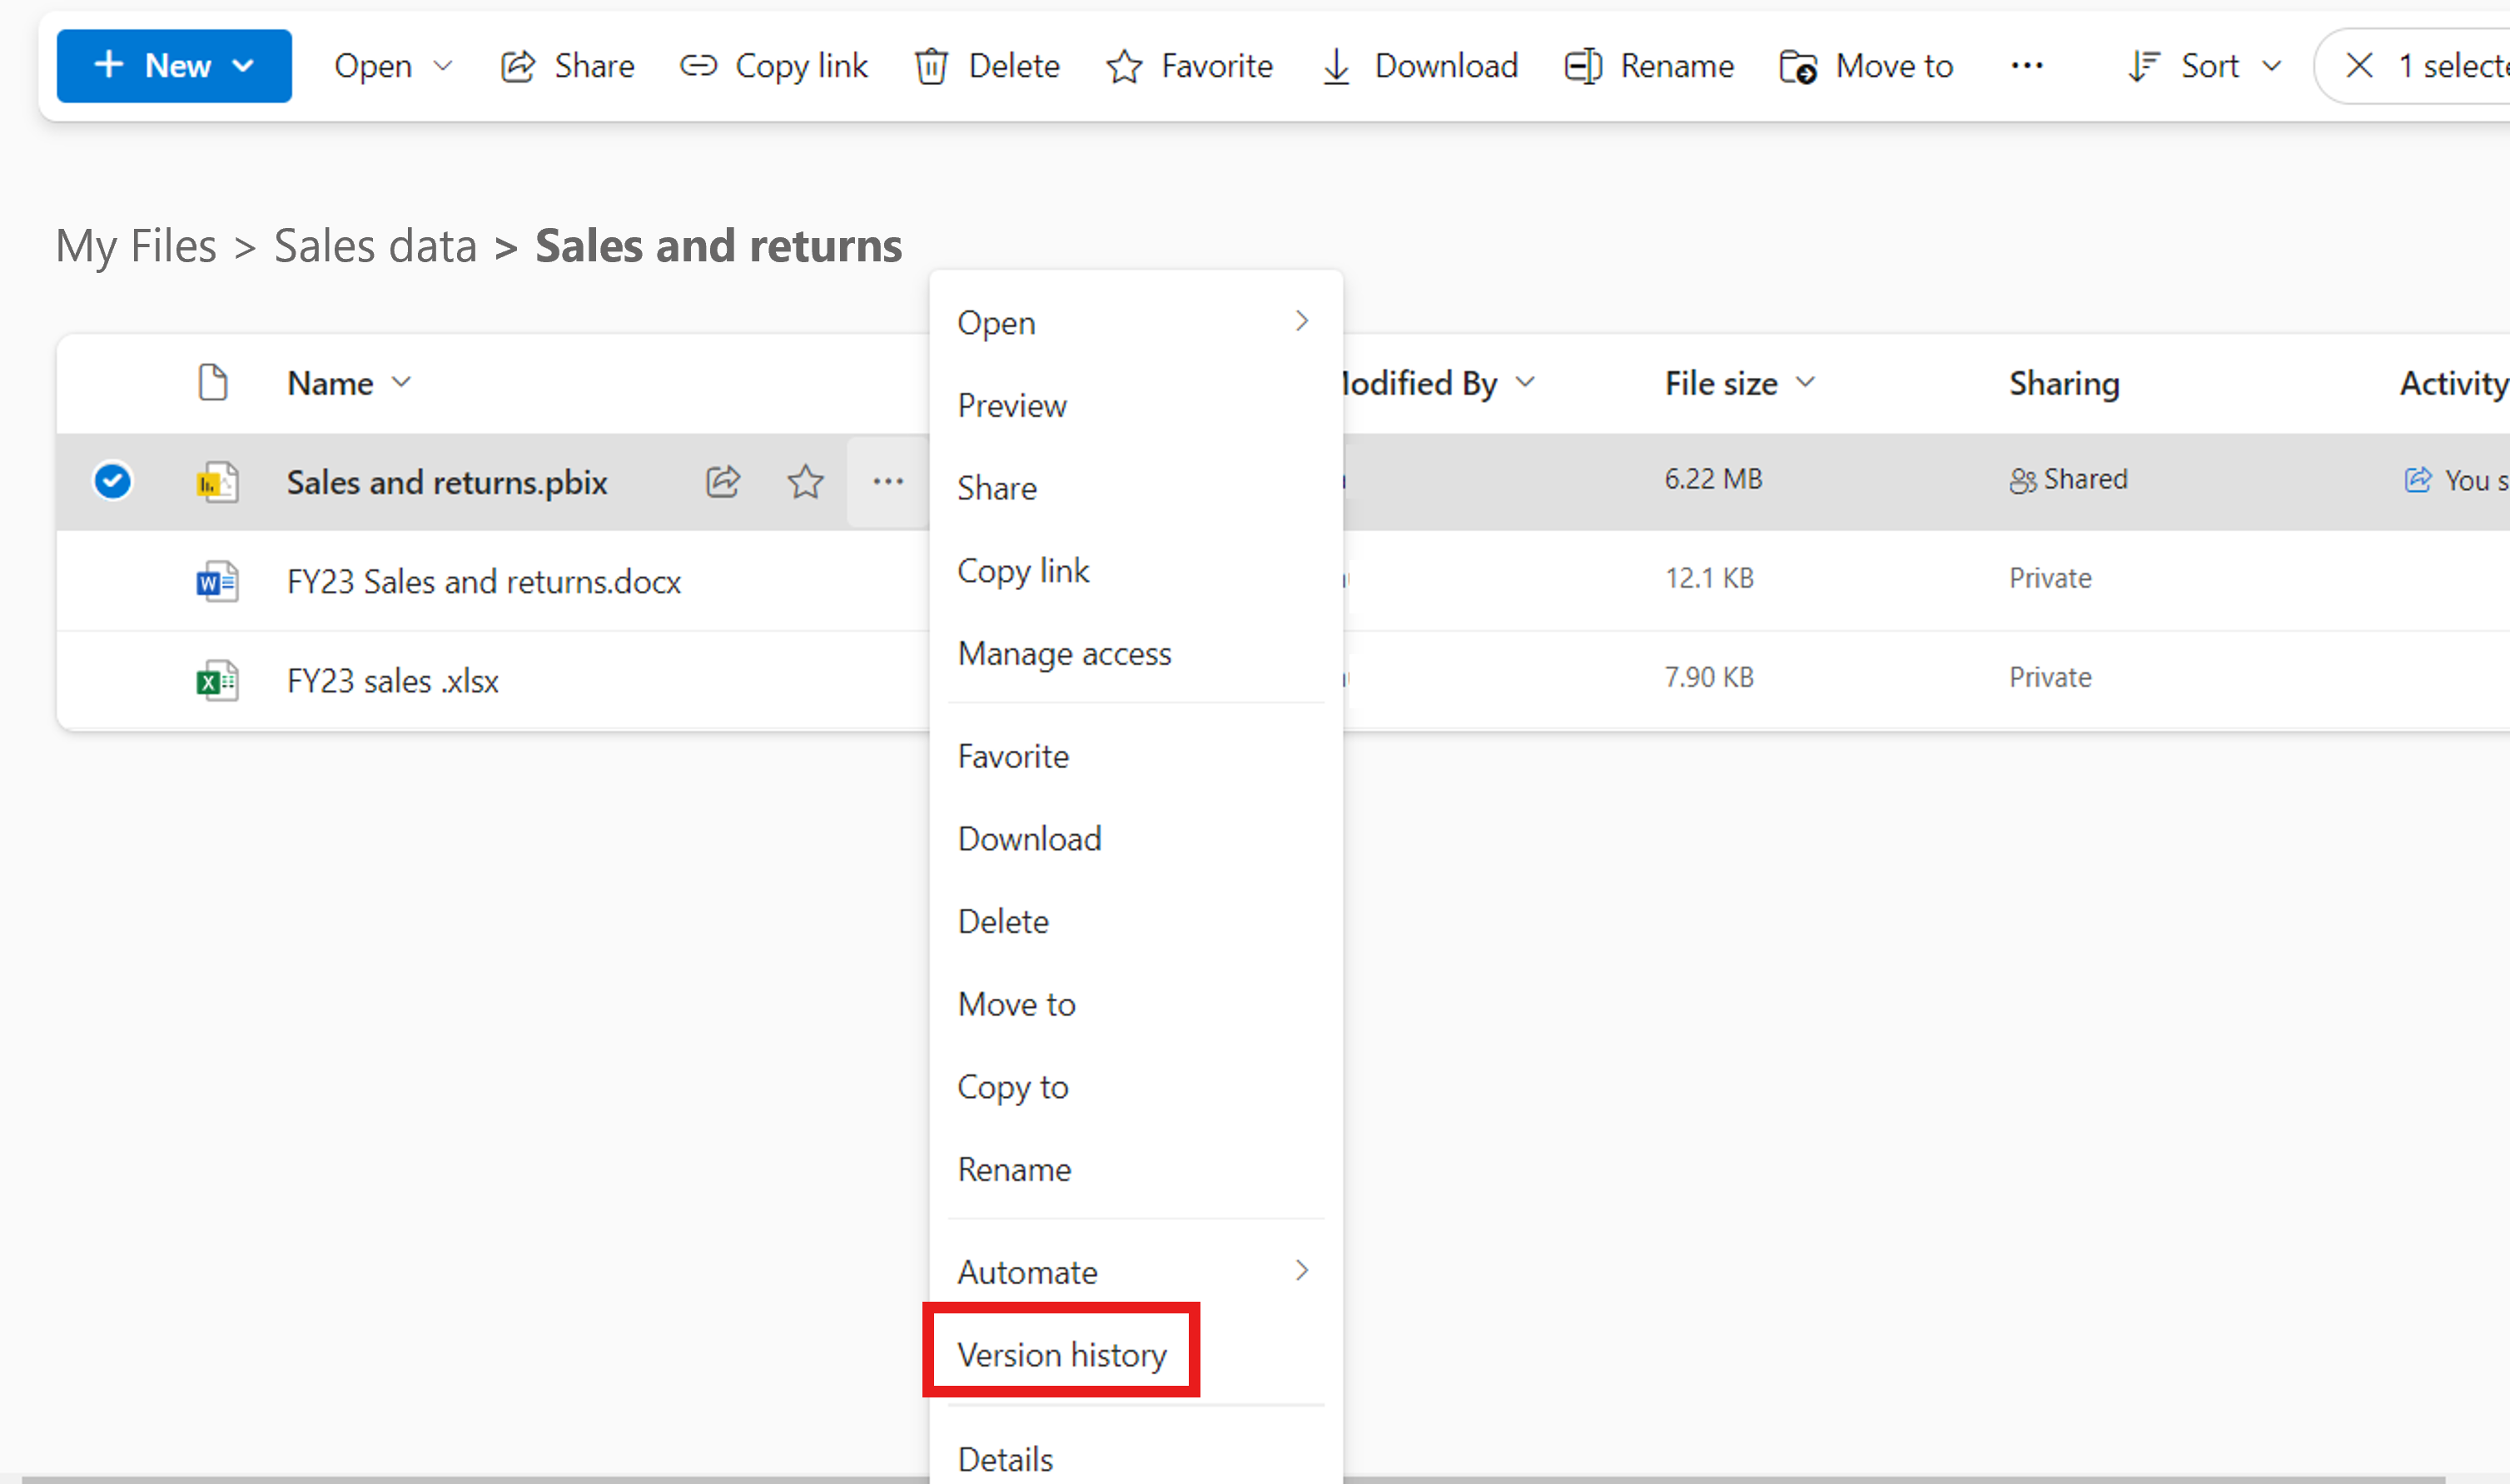 New Open Share Copy link Delete Favorite Download Rename Move to ... Sort 1
My Files > Sales data > Sales and returns
Name By File size Sharing Activity
Sales and returns.pbix ... 6.22 MB Shared You
FY23 Sales and returns.docx 12.1 KB Private
FY23 sales .xlsx 7.90 KB Private
Open
Preview
Share
Copy link
Manage access
Favorite
Download
Delete
Move to
Copy to
Rename
Automate
Version history
Details